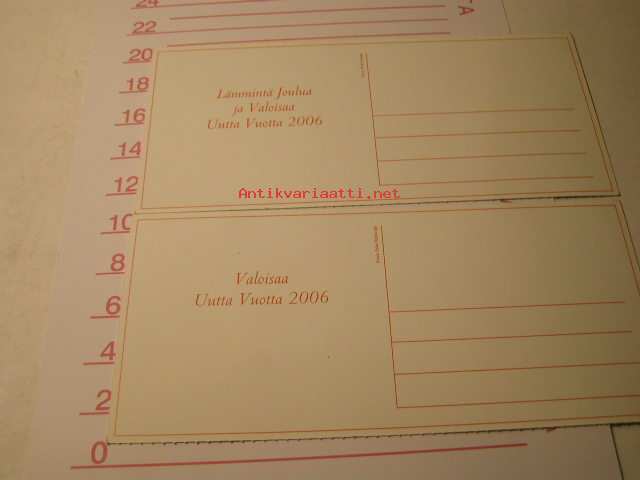 24
22
20
18
16
14
12
10
8
6
4
2
0
A
Lämmintä Joulua
ja Valoisaa
Uutta Vuotta 2006
Antikvariaatti.net
Valoisaa
Uutta Vuotta 2006